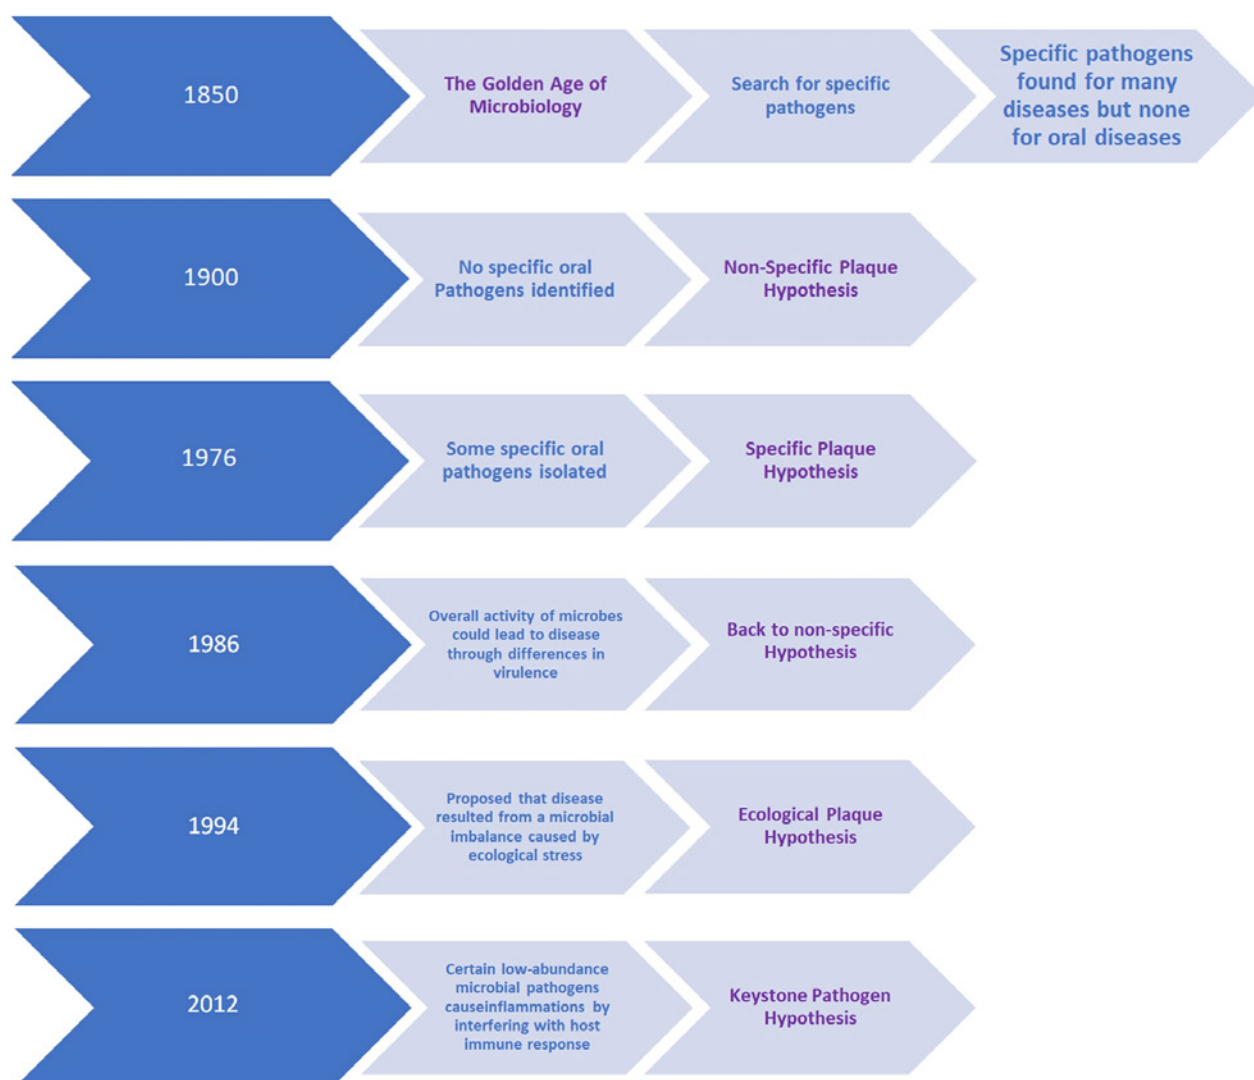 1850
The Golden Age of
Microbiology
Search for specific
pathogens
Specific pathogens
found for many
diseases but none
for oral diseases
1900
No specific oral
Pathogens identified
Non-Specific Plaque
Hypothesis
1976
Some specific oral
pathogens isolated
Specific Plaque
Hypothesis
1986
Overall activity of microbes
could lead to disease
through differences in
virulence
Back to non-specific
Hypothesis
1994
Proposed that disease
resulted from a microbial
imbalance caused by
ecological stress
Ecological Plaque
Hypothesis
2012
Certain low-abundance
microbial pathogens
causeinflammations by
interfering with host
immune response
Keystone Pathogen
Hypothesis